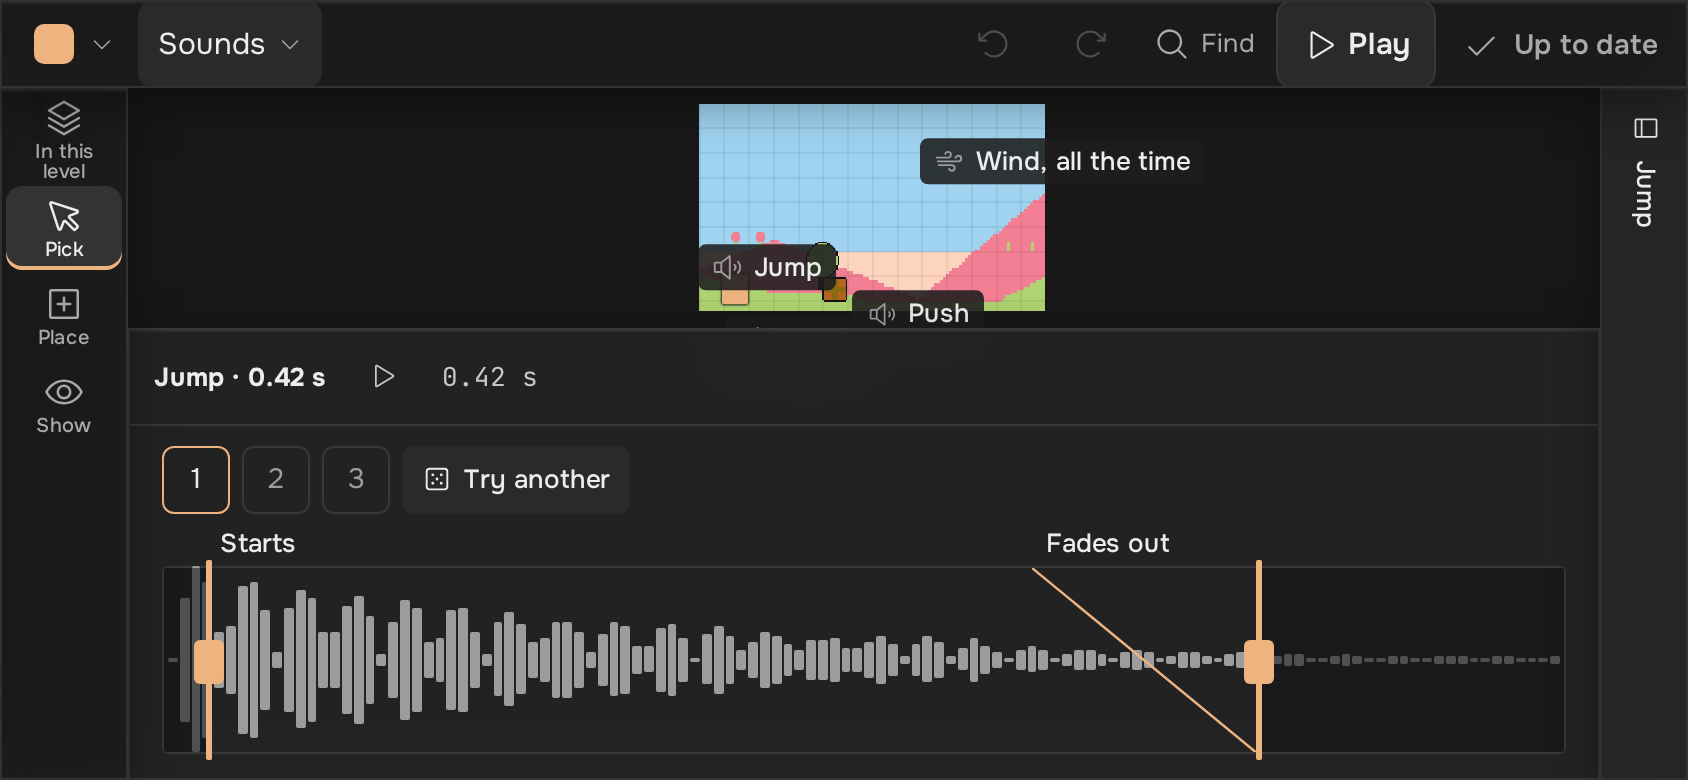 Sounds
Find
Play
Up to date
In this
level
Pick
Place
Show
Wind, all the time
Jump
Push
Jump
Jump · 0.42 s
0.42 s
1
2
3
Try another
Starts
Fades out